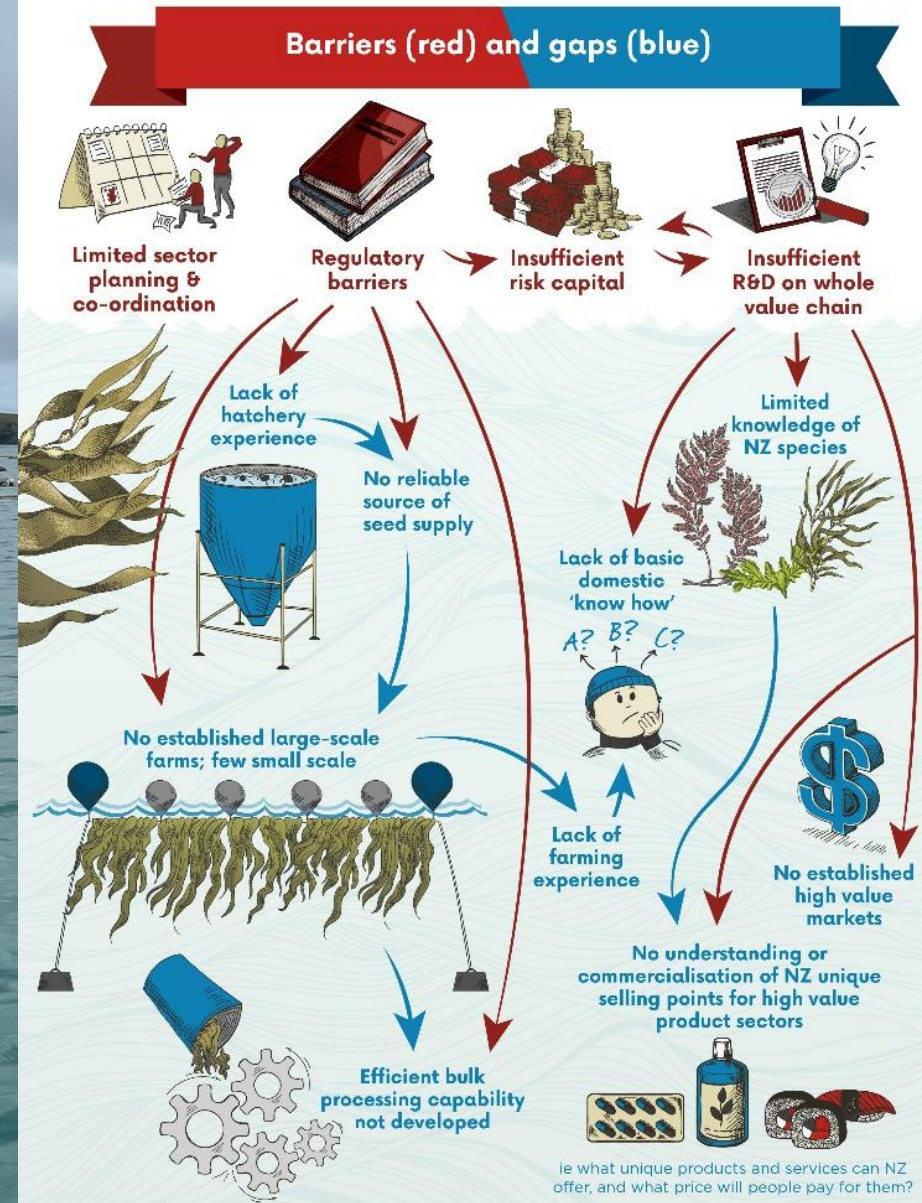 Barriers (red) and gaps (blue)
Limited sector
planning &
co-ordination
Regulatory
barriers
Insufficient
risk capital
Insufficient
R&D on whole
value chain
Lack of
hatchery
experience
No reliable
source of
seed supply
Limited
knowledge of
NZ species
Lack of basic
domestic
'know how'
A? B? C?
No established large-scale
farms; few small scale
Lack of
farming
experience
No established
high value
markets
No understanding or
commercialisation of NZ unique
selling points for high value
product sectors
Efficient bulk
processing capability
not developed
ie what unique products and services can NZ
offer, and what price will people pay for them?